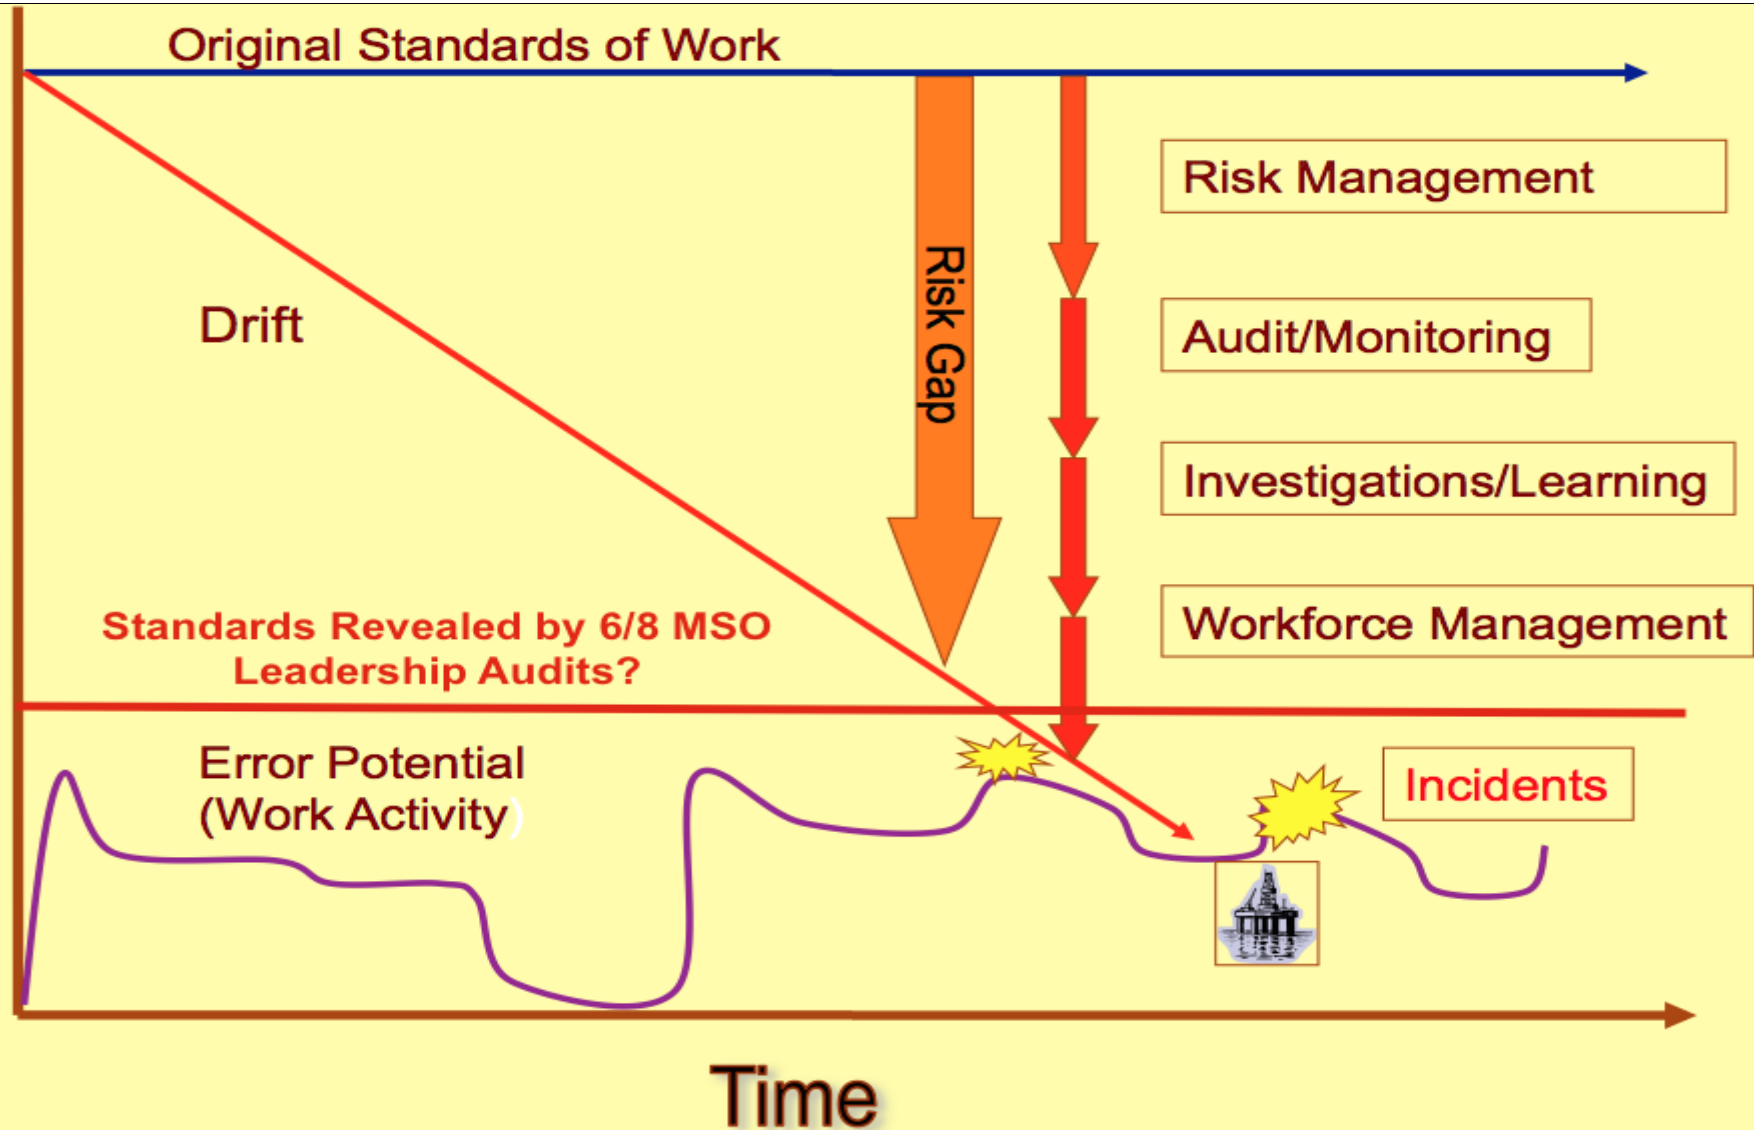 Original Standards of Work
Risk Management
Risk Gap
Drift
Audit/Monitoring
Investigations/Learning
Standards Revealed by 6/8 MSO
Leadership Audits?
Workforce Management
Error Potential
(Work Activity)
Incidents
Time